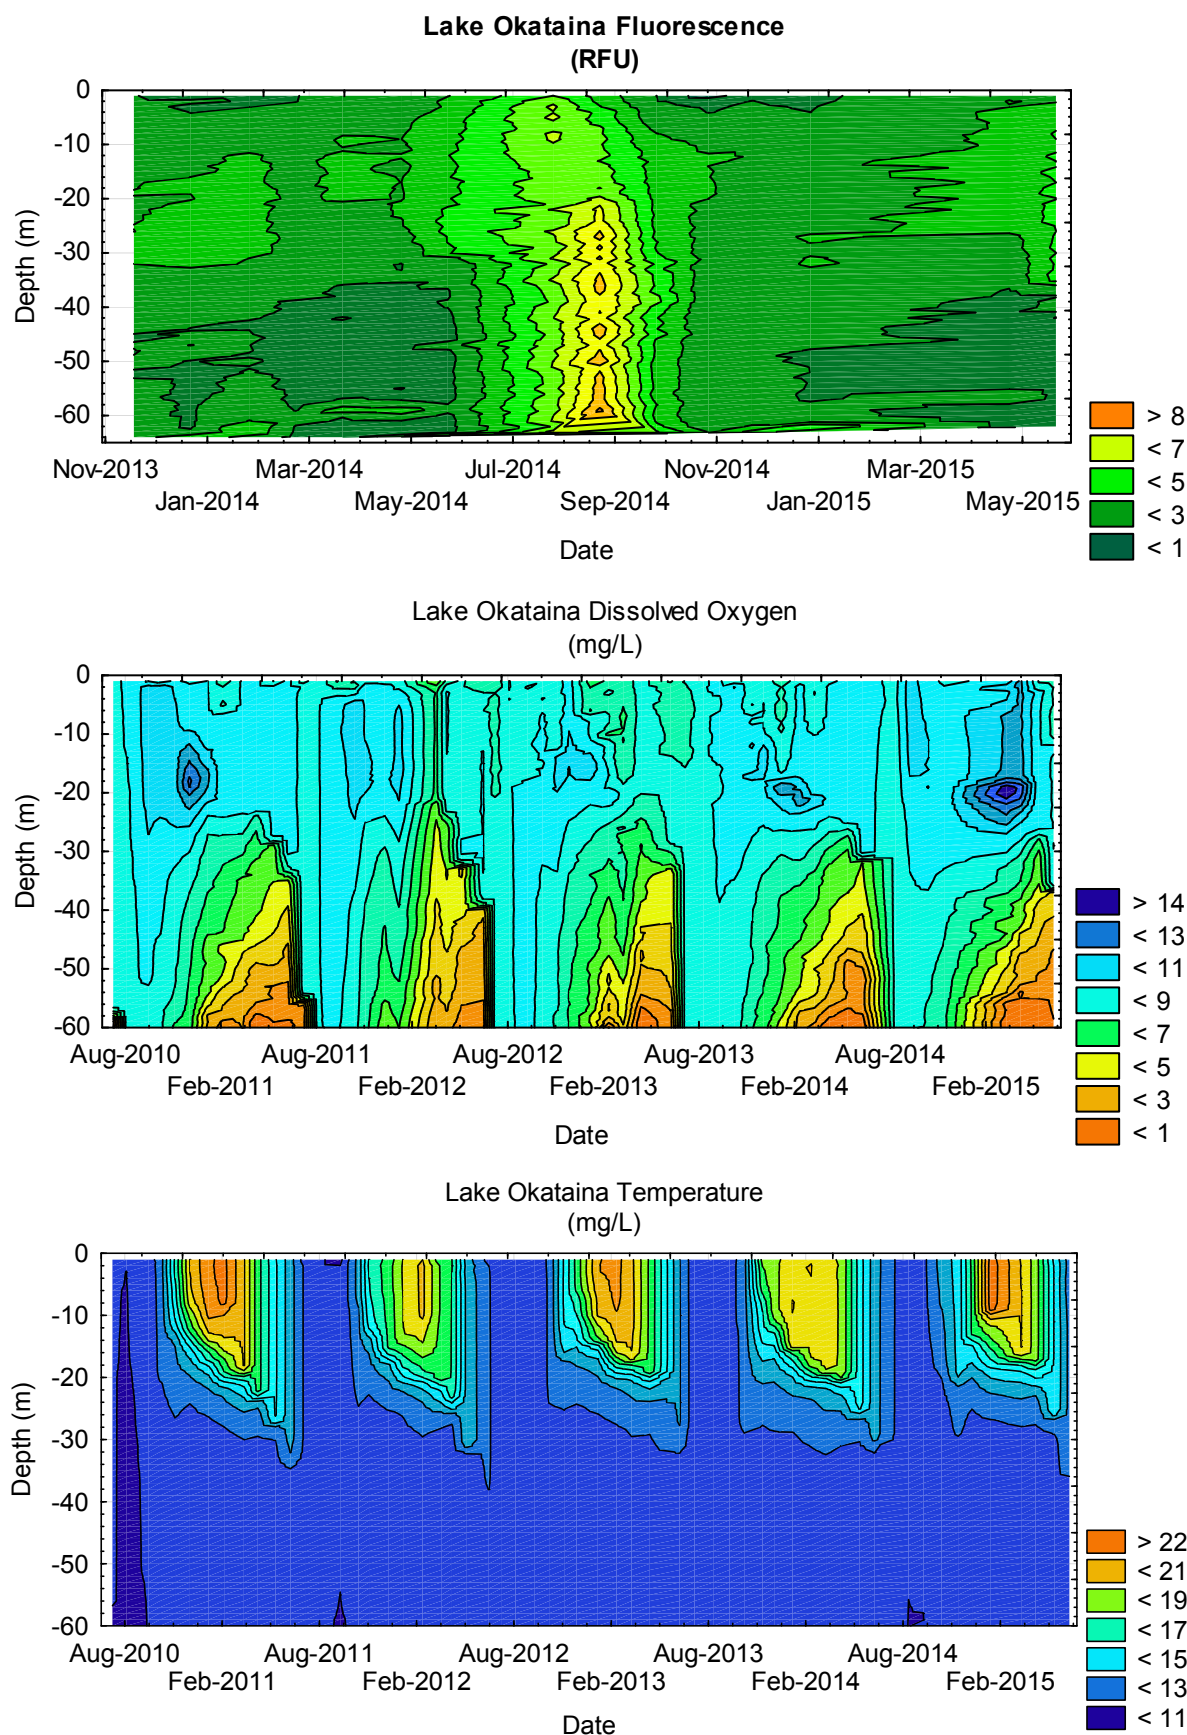 Lake Okataina Fluorescence
(RFU)
0
-10
-20
-30
-40
-50
-60
Depth (m)
Nov-2013 Mar-2014 Jul-2014 Nov-2014 Mar-2015
Jan-2014 May-2014 Sep-2014 Jan-2015 May-2015
Date
> 8
< 7
< 5
< 3
< 1
Lake Okataina Dissolved Oxygen
(mg/L)
0
-10
-20
-30
-40
-50
-60
Depth (m)
Aug-2010 Aug-2011 Aug-2012 Aug-2013 Aug-2014
Feb-2011 Feb-2012 Feb-2013 Feb-2014 Feb-2015
Date
> 14
< 13
< 11
< 9
< 7
< 5
< 3
< 1
Lake Okataina Temperature
(mg/L)
0
-10
-20
-30
-40
-50
-60
Depth (m)
Aug-2010 Aug-2011 Aug-2012 Aug-2013 Aug-2014
Feb-2011 Feb-2012 Feb-2013 Feb-2014 Feb-2015
Date
> 22
< 21
< 19
< 17
< 15
< 13
< 11